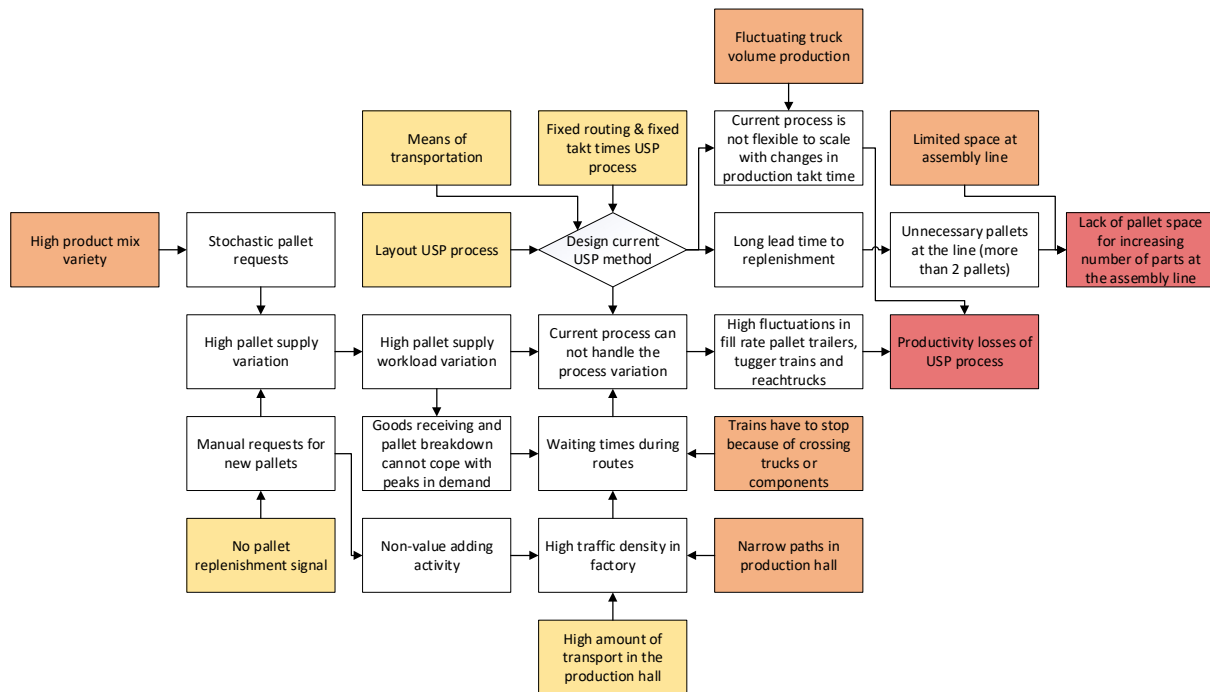 Fluctuating truck
volume production
Means of
transportation
Fixed routing & fixed
takt times USP
process
Current process is
not flexible to scale
with changes in
production takt time
Limited space at
assembly line
High product mix
variety
Stochastic pallet
requests
Layout USP process
Design current
USP method
Long lead time to
replenishment
Unnecessary pallets
at the line (more
than 2 pallets)
Lack of pallet space
for increasing
number of parts at
the assembly line
High pallet supply
variation
High pallet supply
workload variation
Current process can
not handle the
process variation
High fluctuations in
fill rate pallet trailers,
tugger trains and
reachtrucks
Productivity losses of
USP process
Manual requests for
new pallets
Goods receiving and
pallet breakdown
cannot cope with
peaks in demand
Waiting times during
routes
Trains have to stop
because of crossing
trucks or
components
No pallet
replenishment signal
Non-value adding
activity
High traffic density in
factory
Narrow paths in
production hall
High amount of
transport in the
production hall